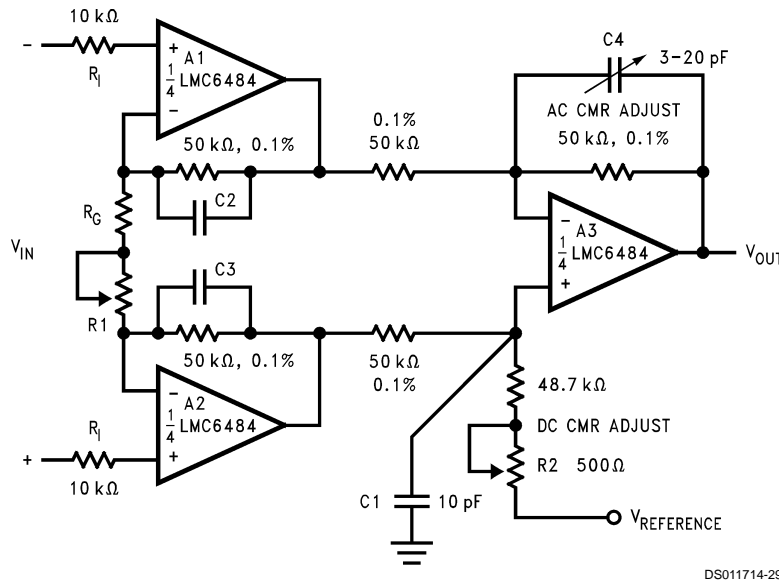 10 kΩ
−
R_I
+
A1
1/4 LMC6484
−
50 kΩ, 0.1%
C2
R_G
V_IN
R1
C3
50 kΩ, 0.1%
−
A2
1/4 LMC6484
+
R_I
+
10 kΩ
0.1%
50 kΩ
50 kΩ
0.1%
C4
3-20 pF
AC CMR ADJUST
50 kΩ, 0.1%
−
A3
1/4 LMC6484
+
V_OUT
48.7 kΩ
DC CMR ADJUST
R2 500Ω
C1
10 pF
V_REFERENCE
DS011714-29